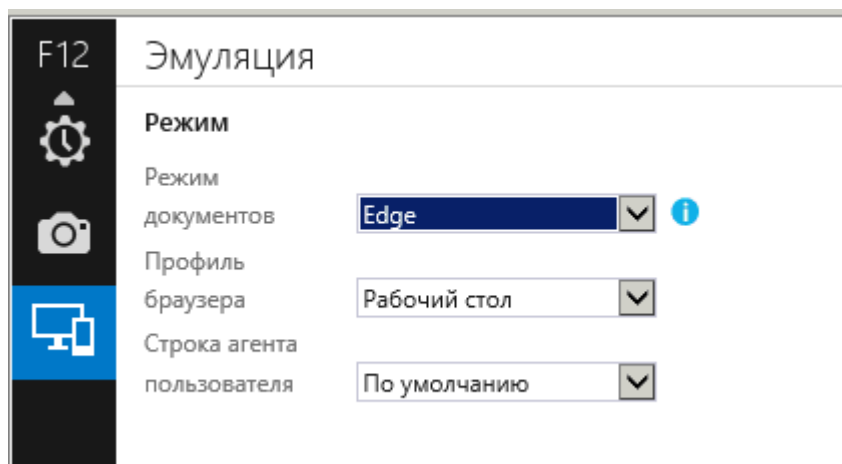 F12
Эмуляция
Режим
Режим
документов
Edge
Профиль
браузера
Рабочий стол
Строка агента
пользователя
По умолчанию